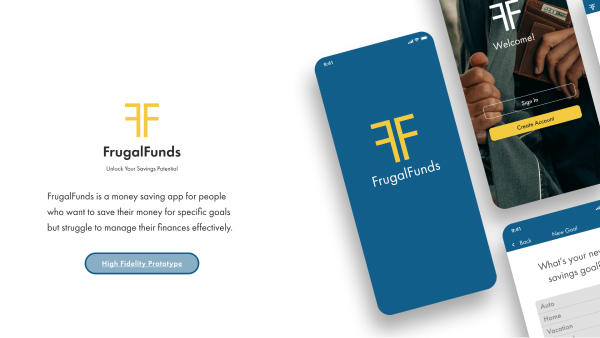 FrugalFunds
Unlock Your Savings Potential
FrugalFunds is a money saving app for people
who want to save their money for specific goals
but struggle to manage their finances effectively.
High Fidelity Prototype
9:41
FrugalFunds
Welcome!
Sign In
Create Account
9:41
Back
New Goal
What's your new
savings goal?
Auto
Home
Vacation